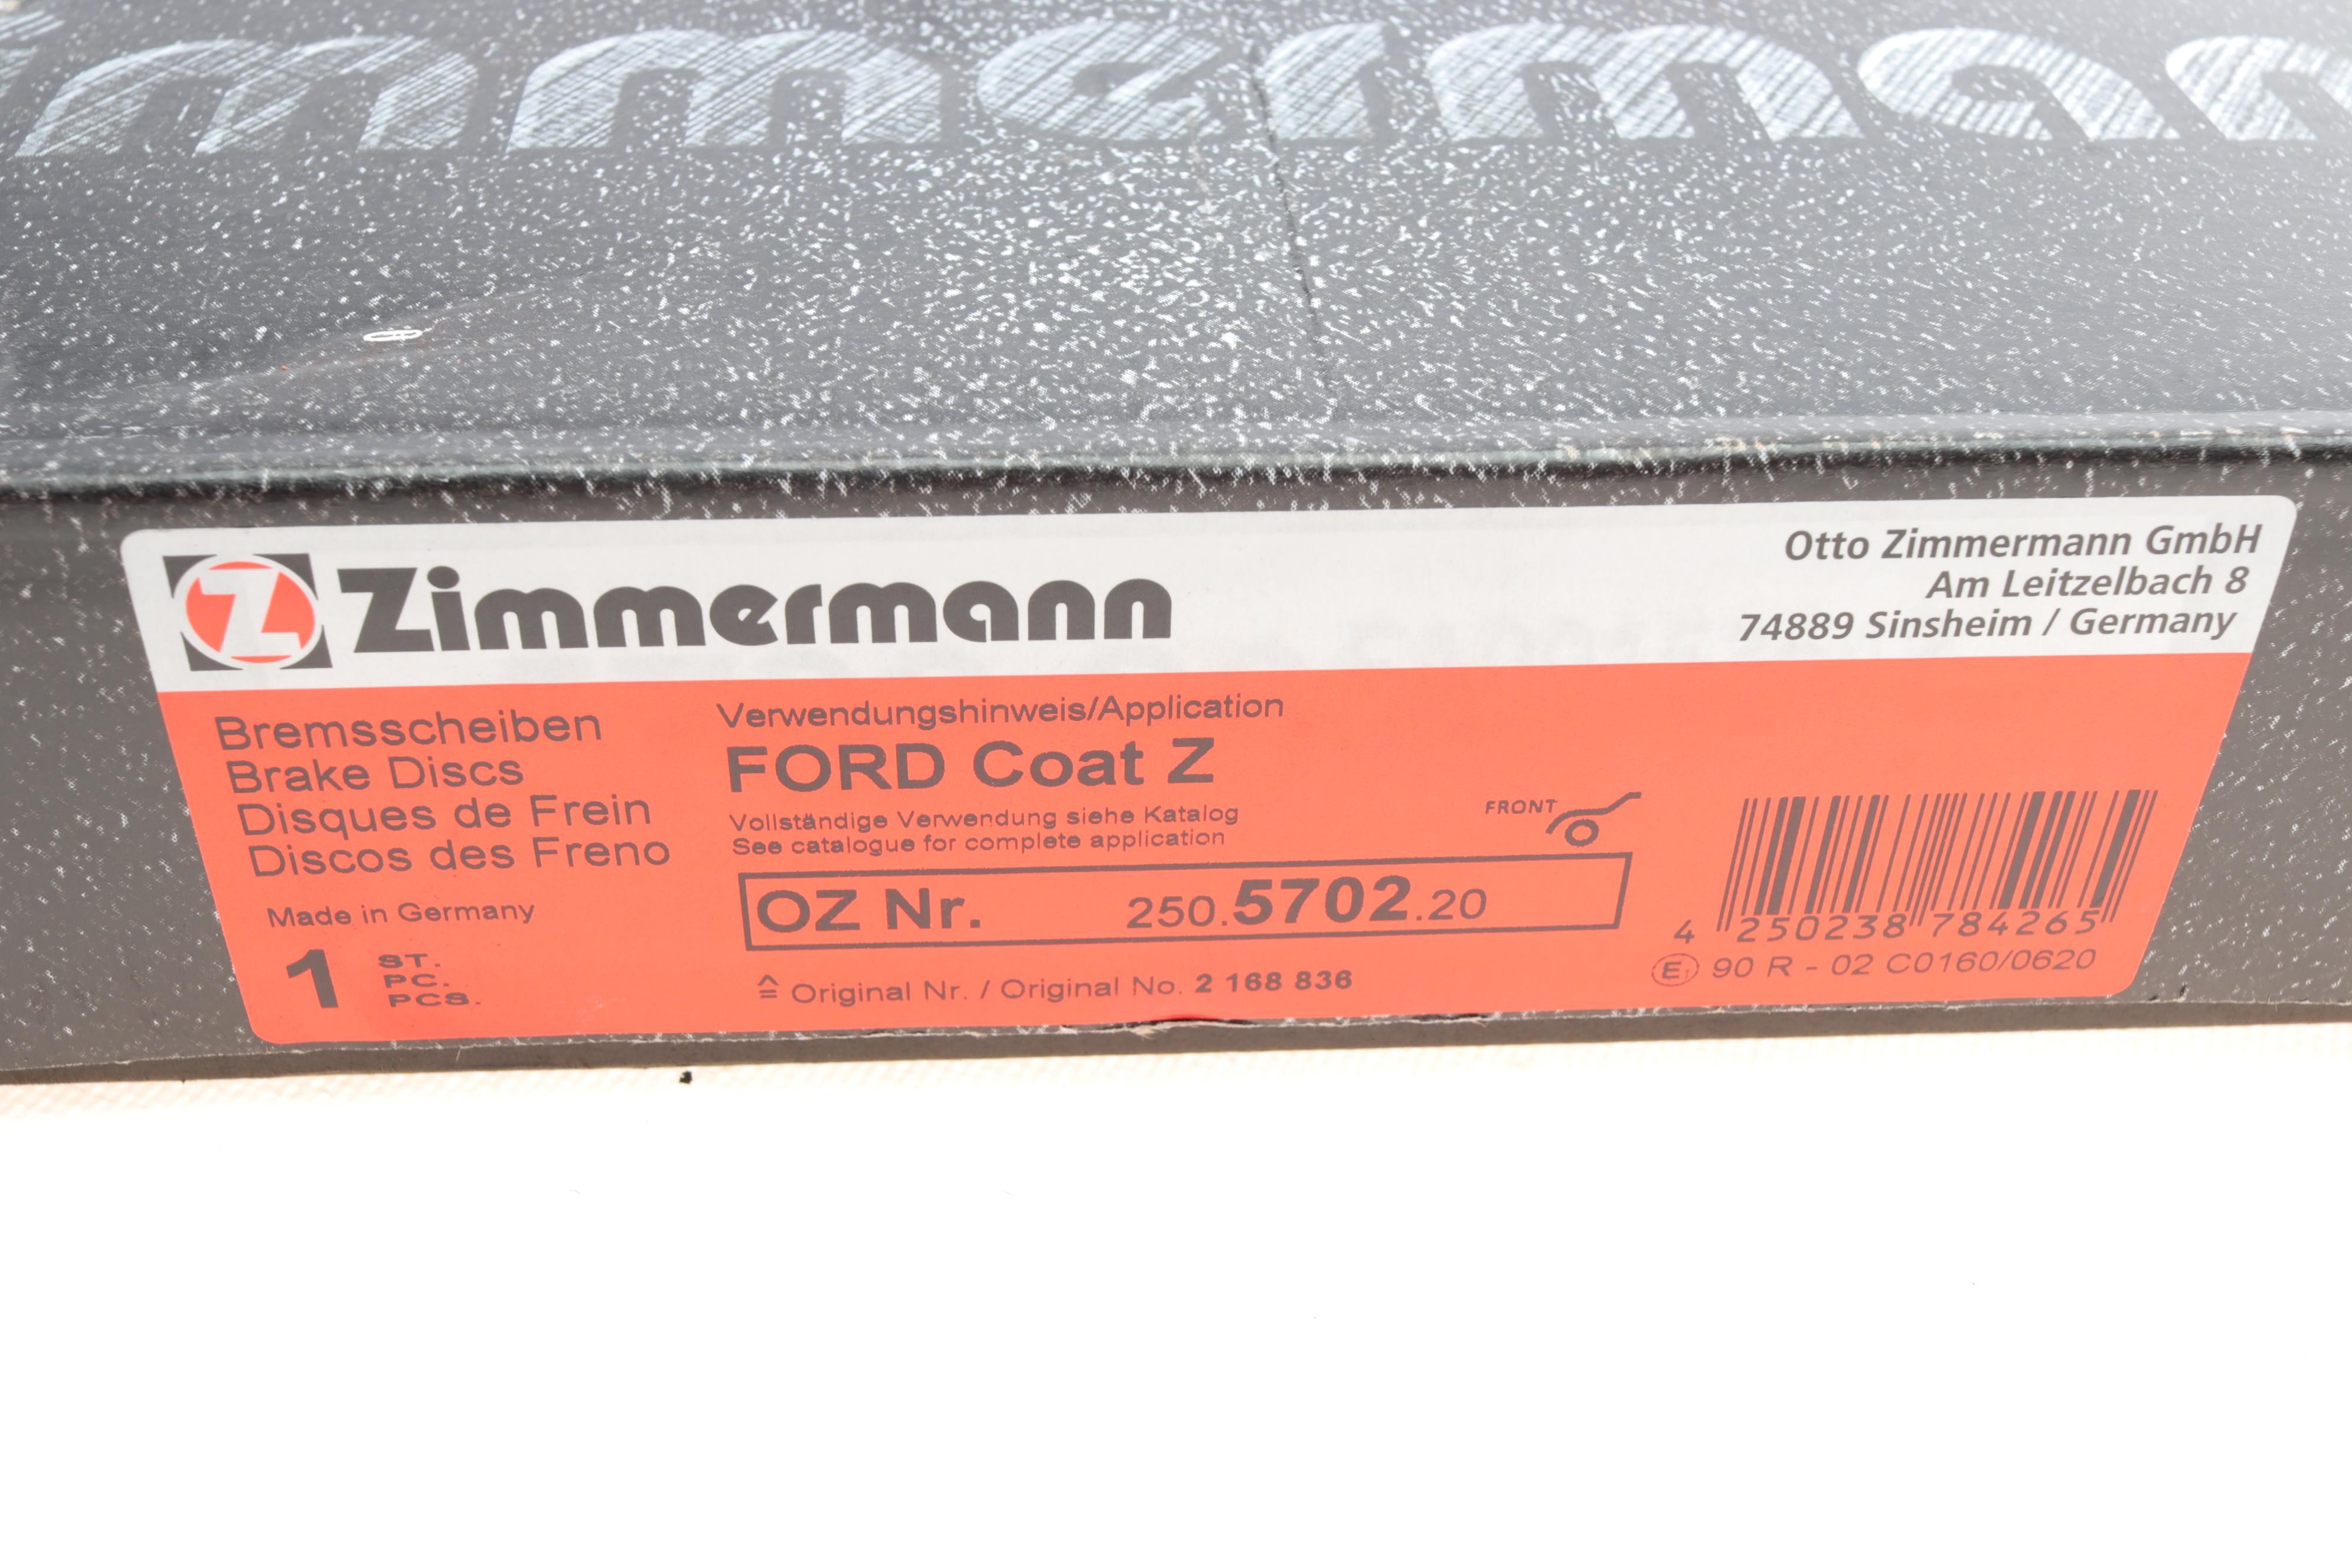 immerman
Zimmermann
Otto Zimmermann GmbH
Am Leitzelbach 8
74889 Sinsheim / Germany
Bremsscheiben
Brake Discs
Disques de Frein
Discos des Freno
Made in Germany
1 ST.
PC.
PCS.
Verwendungshinweis/Application
FORD Coat Z
Vollständige Verwendung siehe Katalog
See catalogue for complete application
FRONT
OZ Nr. 250.5702.20
≙ Original Nr. / Original No. 2 168 836
4 250238 784265
E1 90 R - 02 C0160/0620